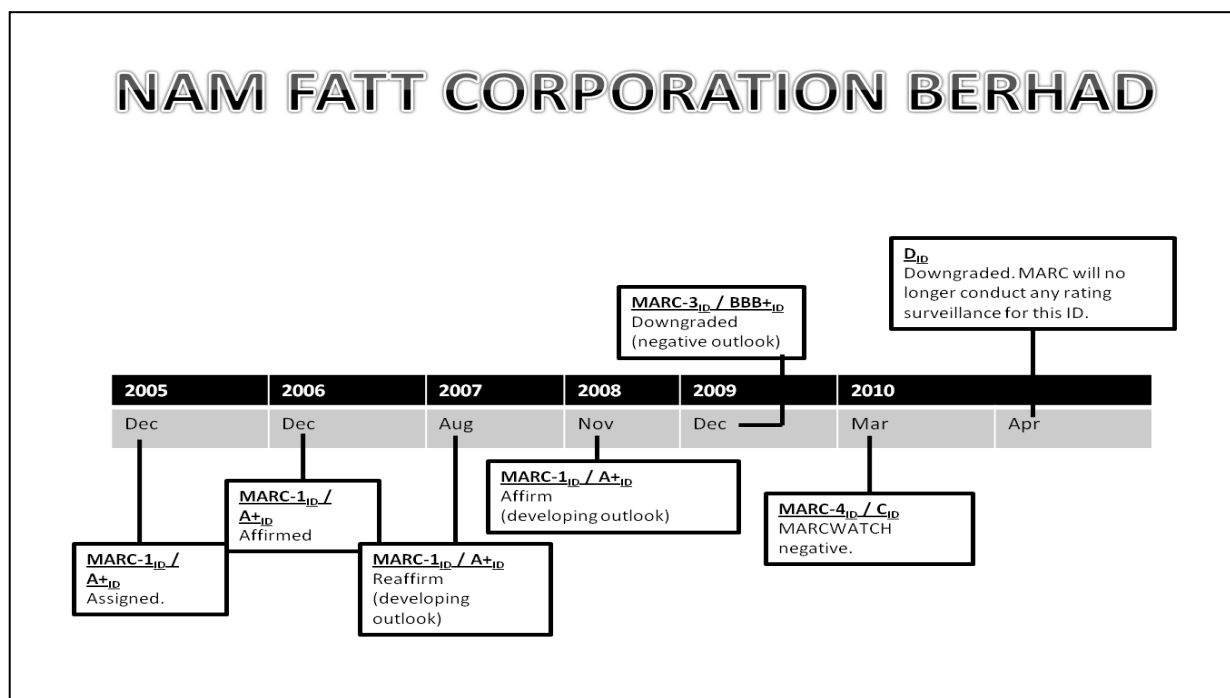 NAM FATT CORPORATION BERHAD
D_ID
Downgraded. MARC will no
longer conduct any rating
surveillance for this ID.
MARC-3_ID / BBB+_ID
Downgraded
(negative outlook)
2005 2006 2007 2008 2009 2010
Dec Dec Aug Nov Dec Mar Apr
MARC-1_ID /
A+_ID
Assigned.
MARC-1_ID /
A+_ID
Affirmed
MARC-1_ID / A+_ID
Reaffirm
(developing
outlook)
MARC-1_ID / A+_ID
Affirm
(developing outlook)
MARC-4_ID / C_ID
MARCWATCH
negative.